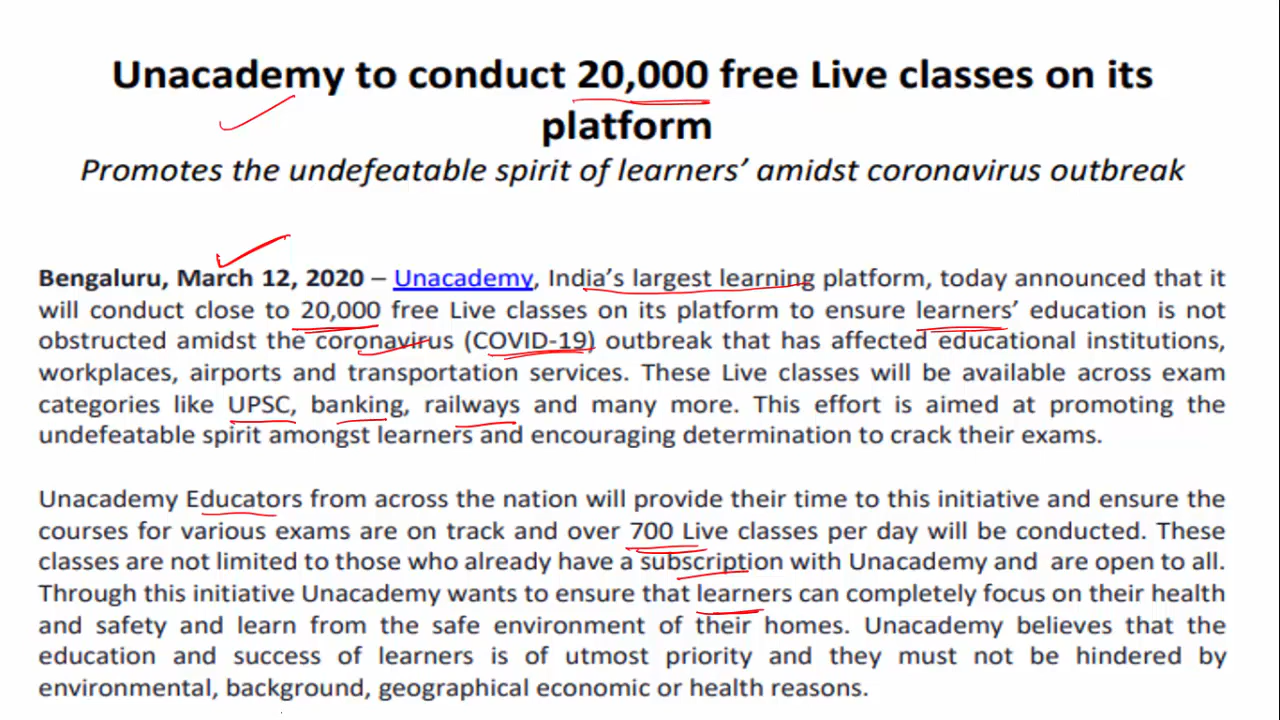 Unacademy to conduct 20,000 free Live classes on its
platform
Promotes the undefeatable spirit of learners’ amidst coronavirus outbreak
Bengaluru, March 12, 2020 – Unacademy, India’s largest learning platform, today announced that it
will conduct close to 20,000 free Live classes on its platform to ensure learners’ education is not
obstructed amidst the coronavirus (COVID-19) outbreak that has affected educational institutions,
workplaces, airports and transportation services. These Live classes will be available across exam
categories like UPSC, banking, railways and many more. This effort is aimed at promoting the
undefeatable spirit amongst learners and encouraging determination to crack their exams.
Unacademy Educators from across the nation will provide their time to this initiative and ensure the
courses for various exams are on track and over 700 Live classes per day will be conducted. These
classes are not limited to those who already have a subscription with Unacademy and are open to all.
Through this initiative Unacademy wants to ensure that learners can completely focus on their health
and safety and learn from the safe environment of their homes. Unacademy believes that the
education and success of learners is of utmost priority and they must not be hindered by
environmental, background, geographical economic or health reasons.